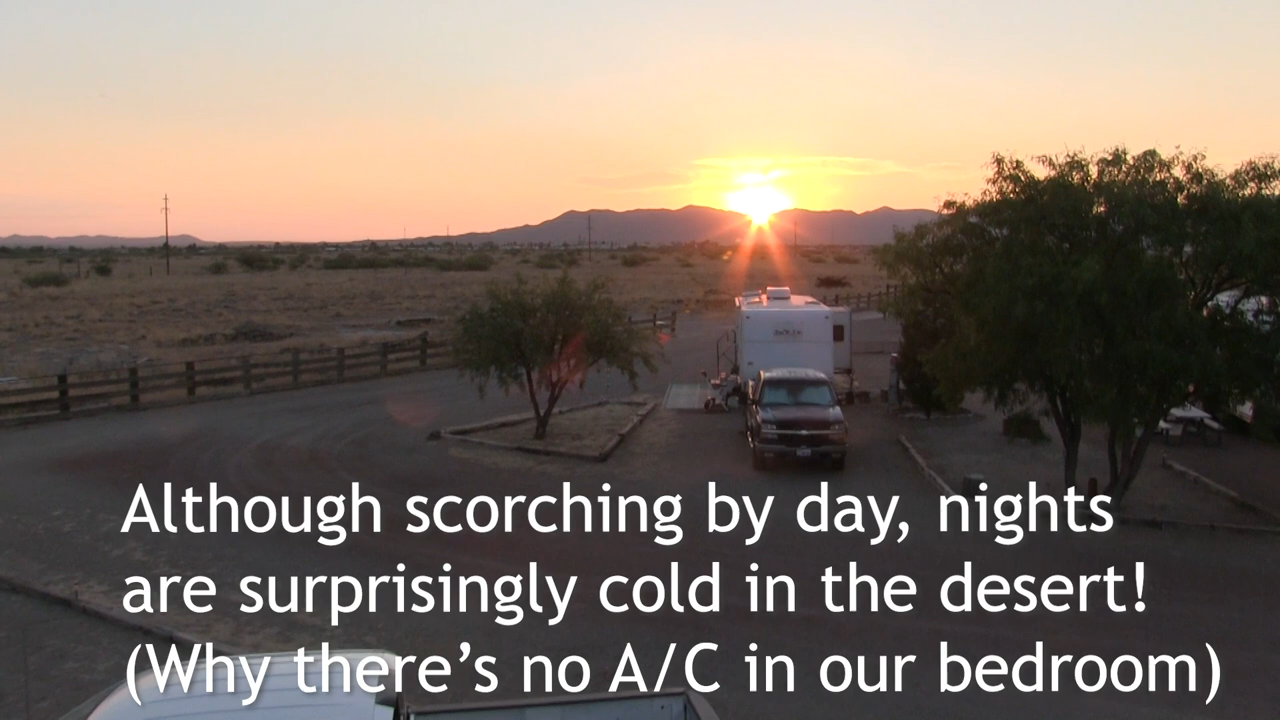 Although scorching by day, nights
are surprisingly cold in the desert!
(Why there’s no A/C in our bedroom)